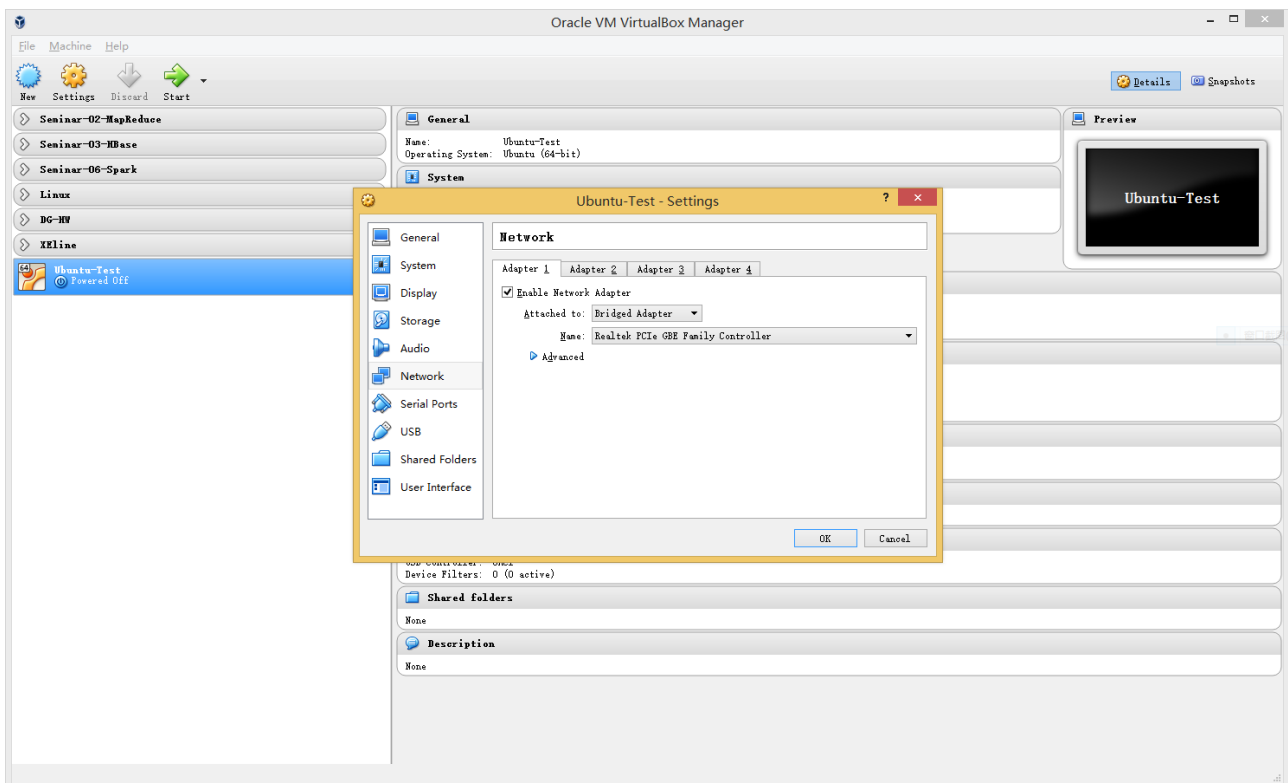 Oracle VM VirtualBox Manager
File Machine Help
New Settings Discard Start
Details Snapshots
Seminar-02-MapReduce
Seminar-03-HBase
Seminar-06-Spark
Linux
DG-HW
XEline
64
Ubuntu-Test
Powered Off
General
Name: Ubuntu-Test
Operating System: Ubuntu (64-bit)
System
Preview
Ubuntu-Test
Ubuntu-Test - Settings
?
General
System
Display
Storage
Audio
Network
Serial Ports
USB
Shared Folders
User Interface
Network
Adapter 1 Adapter 2 Adapter 3 Adapter 4
Enable Network Adapter
Attached to: Bridged Adapter
Name: Realtek PCIe GBE Family Controller
Advanced
OK Cancel
Device Filters: 0 (0 active)
Shared folders
None
Description
None